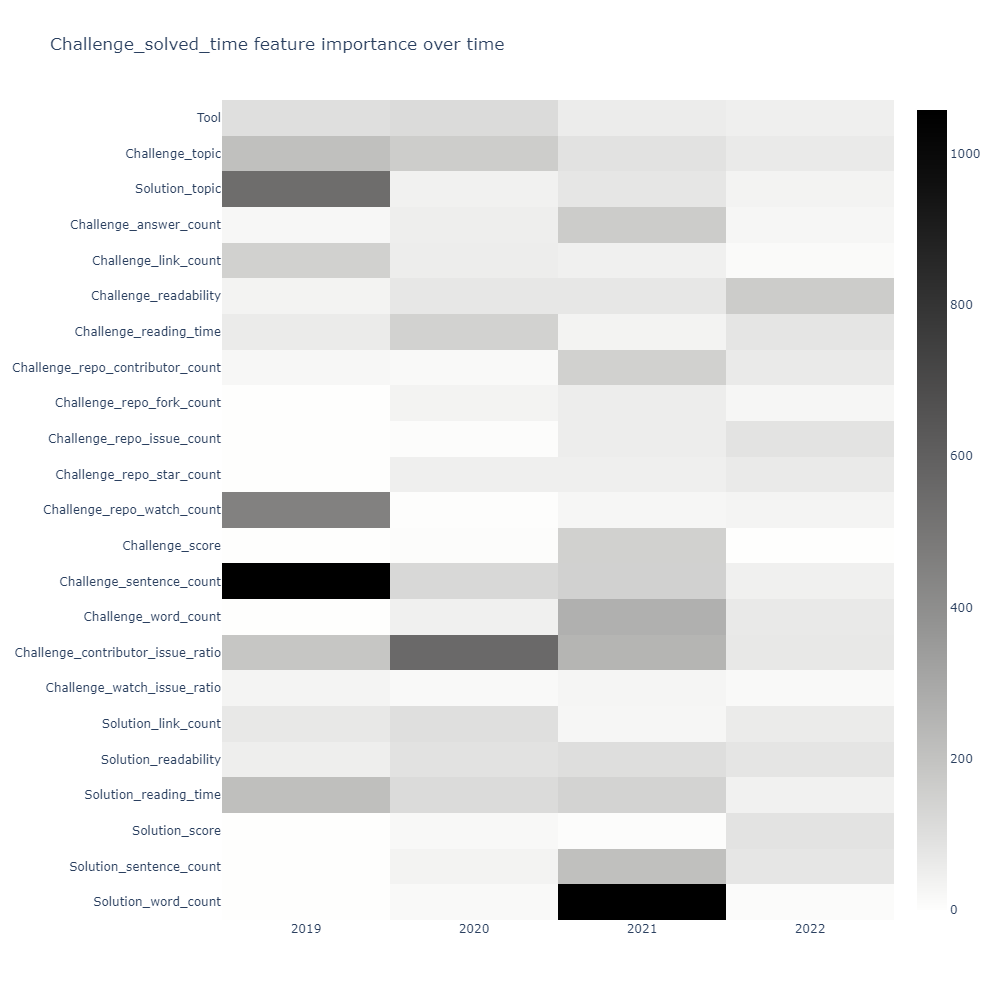 Challenge_solved_time feature importance over time
Tool
Challenge_topic
Solution_topic
Challenge_answer_count
Challenge_link_count
Challenge_readability
Challenge_reading_time
Challenge_repo_contributor_count
Challenge_repo_fork_count
Challenge_repo_issue_count
Challenge_repo_star_count
Challenge_repo_watch_count
Challenge_score
Challenge_sentence_count
Challenge_word_count
Challenge_contributor_issue_ratio
Challenge_watch_issue_ratio
Solution_link_count
Solution_readability
Solution_reading_time
Solution_score
Solution_sentence_count
Solution_word_count
2019 2020 2021 2022
1000
800
600
400
200
0